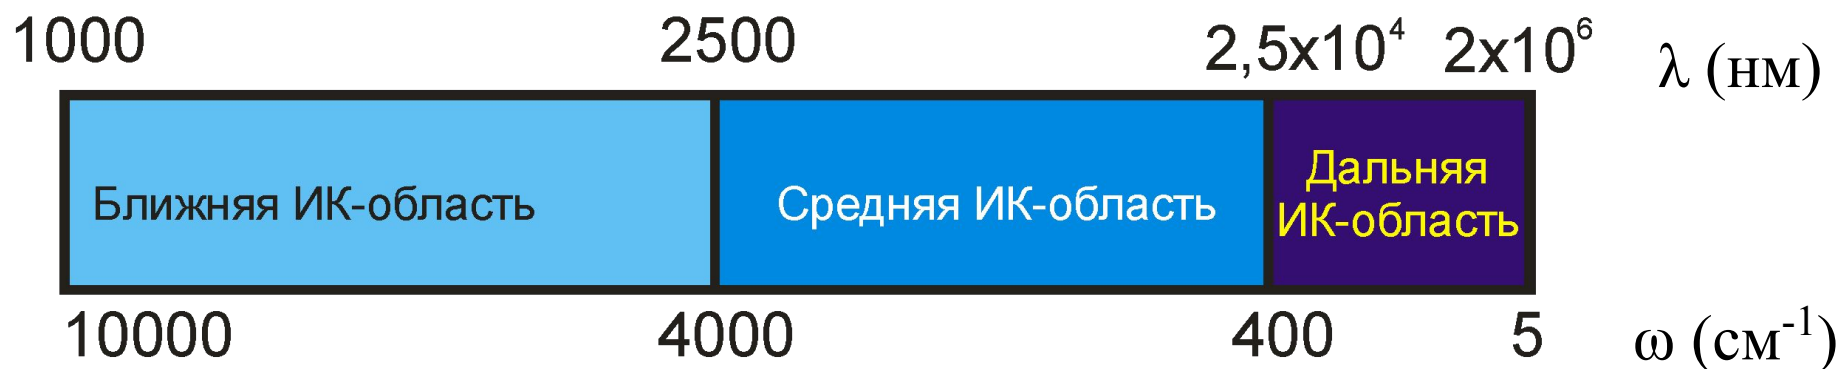 1000 2500 2,5x10⁴ 2x10⁶ λ (нм)
Ближняя ИК-область
Средняя ИК-область
Дальняя
ИК-область
10000 4000 400 5 ω (см⁻¹)